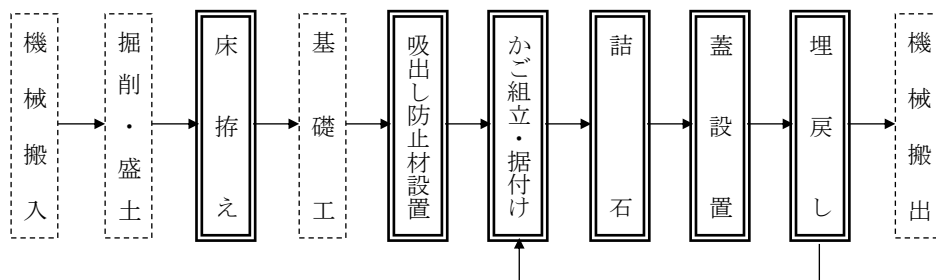 機械搬入
掘削・盛土
床拵え
基礎工
吸出し防止材設置
かご組立・据付け
詰石
蓋設置
埋戻し
機械搬出